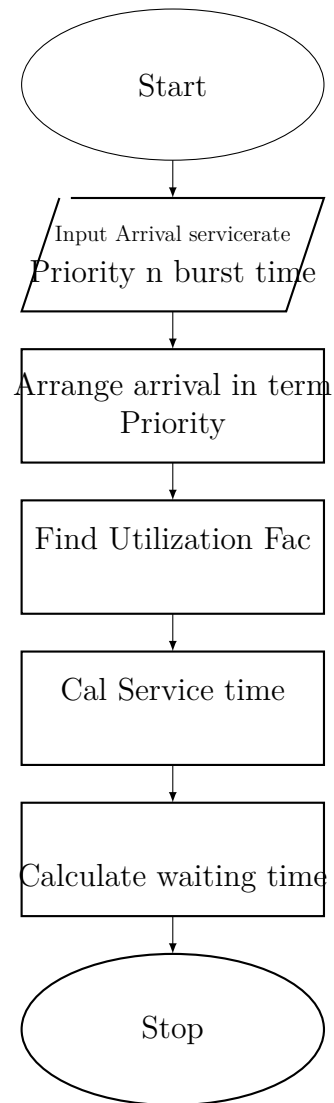 Start
Input Arrival servicerate
Priority n burst time
Arrange arrival in term
Priority
Find Utilization Fac
Cal Service time
Calculate waiting time
Stop